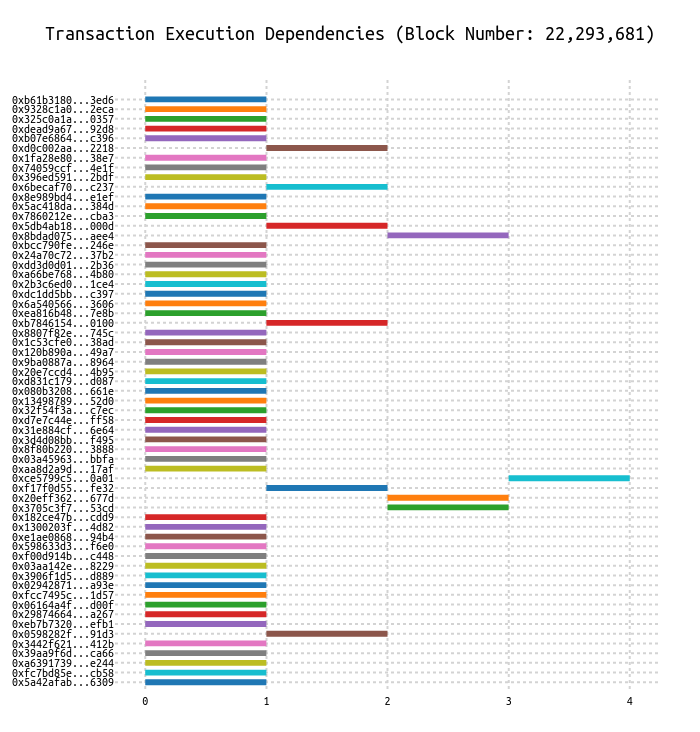 Transaction Execution Dependencies (Block Number: 22,293,681)
0xb61b3180...3ed6
0x9328c1a0...2eca
0x325c0a1a...0357
0xdead9a67...92d8
0xb07e6864...c396
0xd0c002aa...2218
0x1fa28e80...38e7
0x74059ccf...4e1f
0x396ed591...2bdf
0x6becaf70...c237
0x8e989bd4...e1ef
0x5ac418da...384d
0x7860212e...cba3
0x5db4ab18...000d
0x8bdad075...aee4
0xbcc790fe...246e
0x24a70c72...37b2
0xdd3d0d01...2b36
0xa66be768...4b80
0x2b3c6ed0...1ce4
0xdc1dd5bb...c397
0x6a540566...3606
0xea816b48...7e8b
0xb7846154...0100
0x8807f82e...745c
0x1c53cfe0...38ad
0x120b890a...49a7
0x9ba0887a...8964
0x20e7ccd4...4b95
0xd831c179...d087
0x080b3208...661e
0x13498789...52d0
0x32f54f3a...c7ec
0xd7e7c44e...ff58
0x31e884cf...6e64
0x3d4d08bb...f495
0x8f80b220...3888
0x03a45963...bbfa
0xaa8d2a9d...17af
0xce5799c5...0a01
0xf17f0d55...fe32
0x20eff362...677d
0x3705c3f7...53cd
0x182ce47b...cdd9
0x1300203f...4d82
0xe1ae0868...94b4
0x598633d3...f6e0
0xf00d914b...c448
0x03aa142e...8229
0x3906f1d5...d889
0x02942871...a93e
0xfcc7495c...1d57
0x06164a4f...d00f
0x29874664...a267
0xeb7b7320...efb1
0x0598282f...91d3
0x3442f621...412b
0x39aa9f6d...ca66
0xa6391739...e244
0xfc7bd85e...cb58
0x5a42afab...6309
0 1 2 3 4